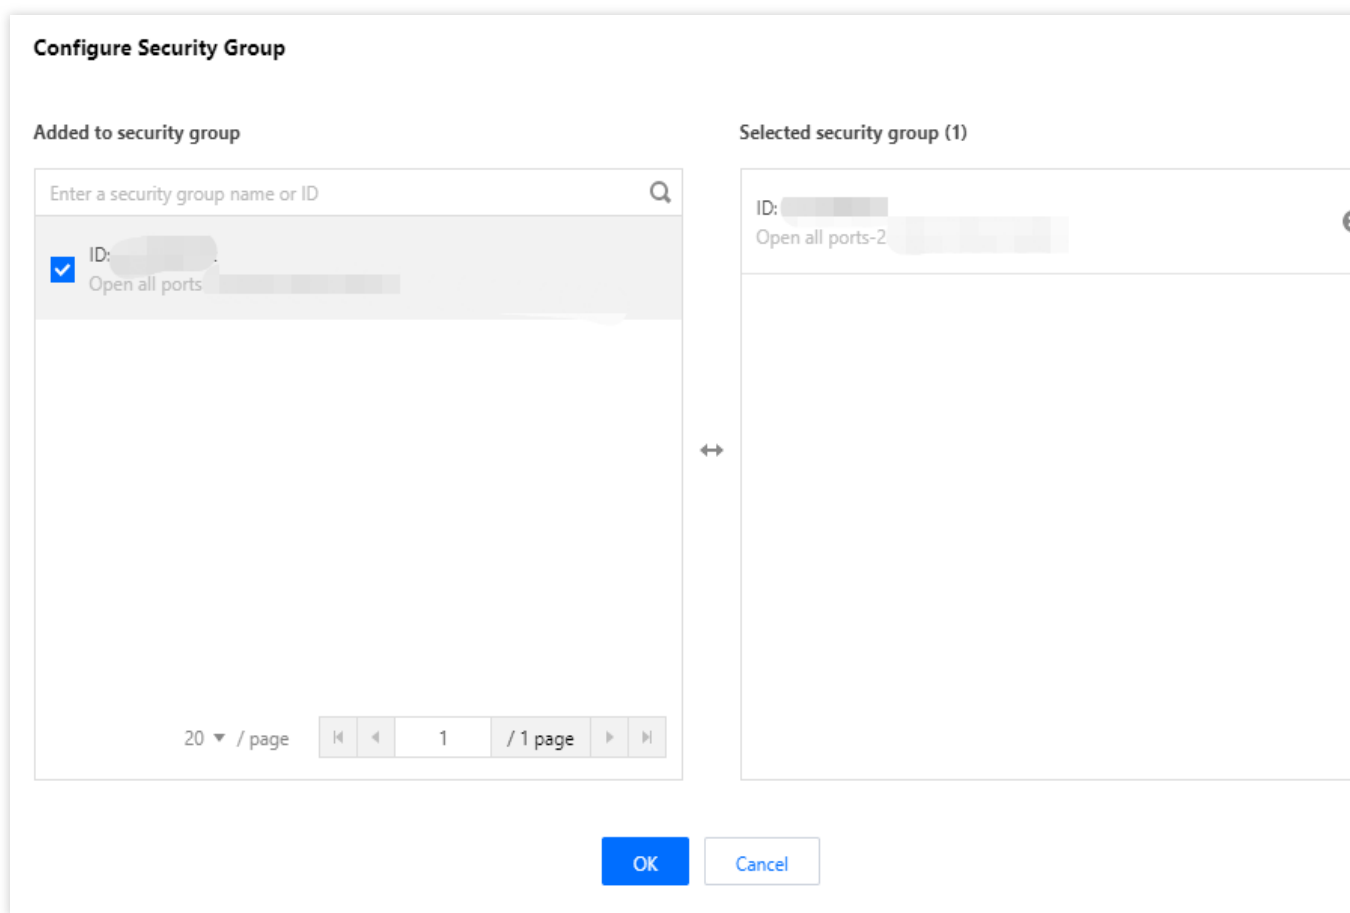 Configure Security Group
Added to security group
Enter a security group name or ID
ID:
Open all ports
20 / page
1 / 1 page
Selected security group (1)
ID:
Open all ports-2
OK
Cancel